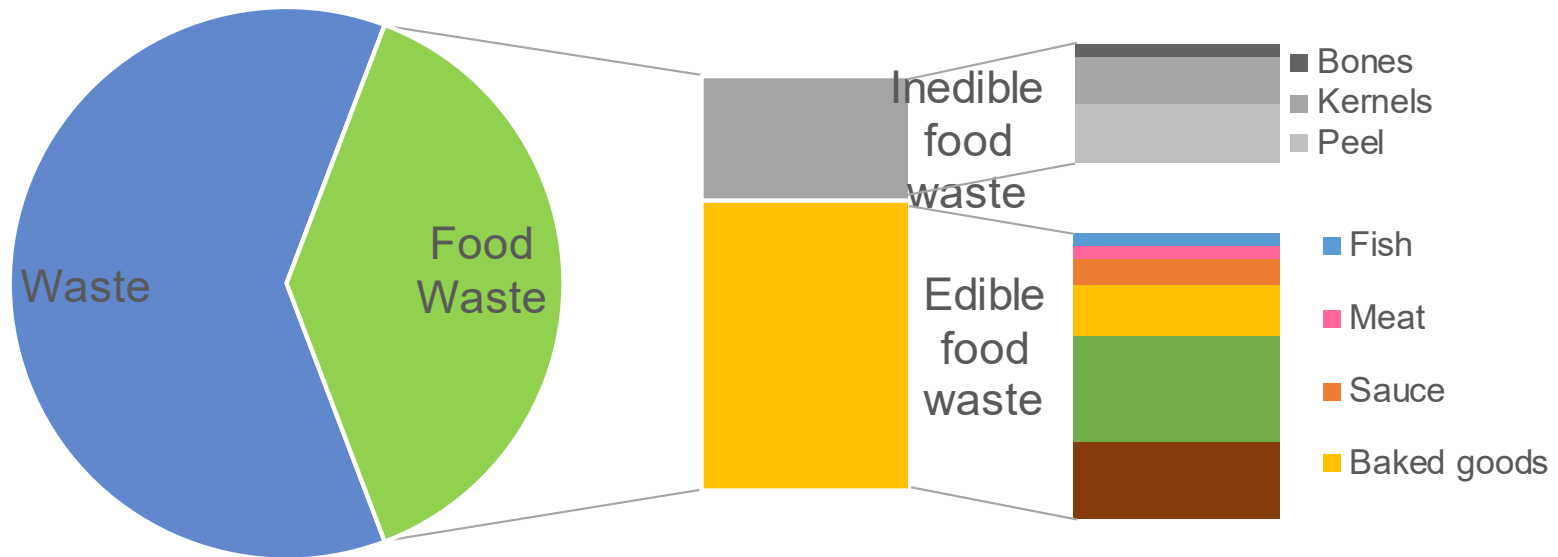 Waste
Food
Waste
Inedible
food
waste
Edible
food
waste
Bones
Kernels
Peel
Fish
Meat
Sauce
Baked goods